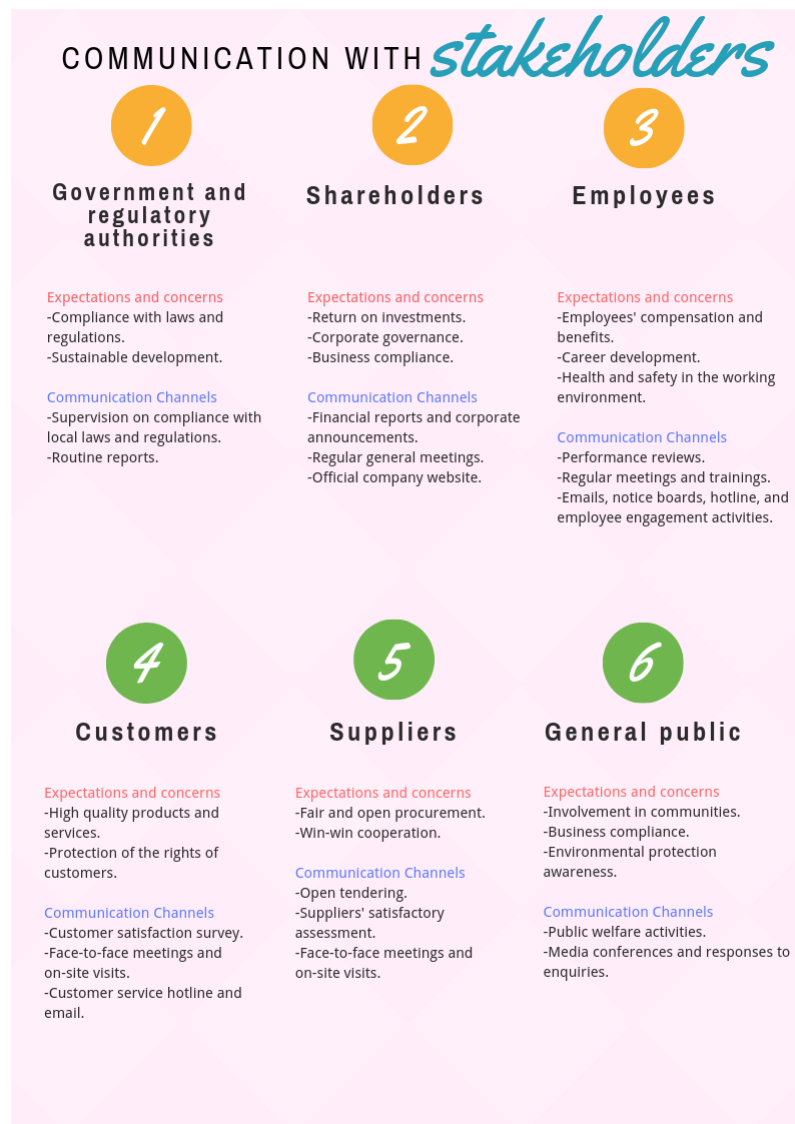 COMMUNICATION WITH stakeholders
1
Government and
regulatory
authorities
Expectations and concerns
-Compliance with laws and
regulations.
-Sustainable development.
Communication Channels
-Supervision on compliance with
local laws and regulations.
-Routine reports.
2
Shareholders
Expectations and concerns
-Return on investments.
-Corporate governance.
-Business compliance.
Communication Channels
-Financial reports and corporate
announcements.
-Regular general meetings.
-Official company website.
3
Employees
Expectations and concerns
-Employees' compensation and
benefits.
-Career development.
-Health and safety in the working
environment.
Communication Channels
-Performance reviews.
-Regular meetings and trainings.
-Emails, notice boards, hotline, and
employee engagement activities.
4
Customers
Expectations and concerns
-High quality products and
services.
-Protection of the rights of
customers.
Communication Channels
-Customer satisfaction survey.
-Face-to-face meetings and
on-site visits.
-Customer service hotline and
email.
5
Suppliers
Expectations and concerns
-Fair and open procurement.
-Win-win cooperation.
Communication Channels
-Open tendering.
-Suppliers' satisfactory
assessment.
-Face-to-face meetings and
on-site visits.
6
General public
Expectations and concerns
-Involvement in communities.
-Business compliance.
-Environmental protection
awareness.
Communication Channels
-Public welfare activities.
-Media conferences and responses to
enquiries.